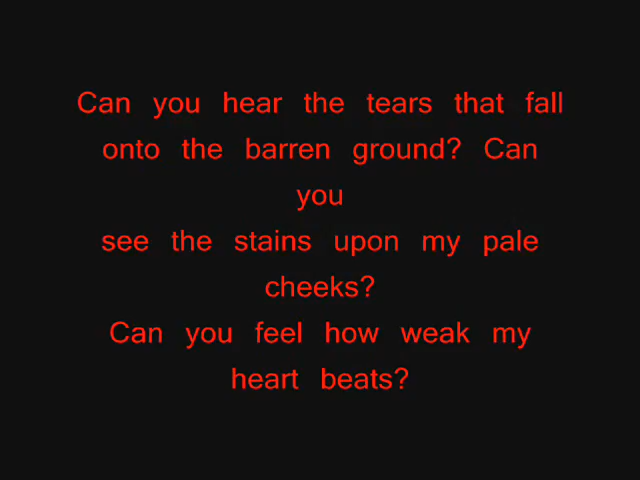 Can you hear the tears that fall
onto the barren ground? Can
you
see the stains upon my pale
cheeks?
Can you feel how weak my
heart beats?